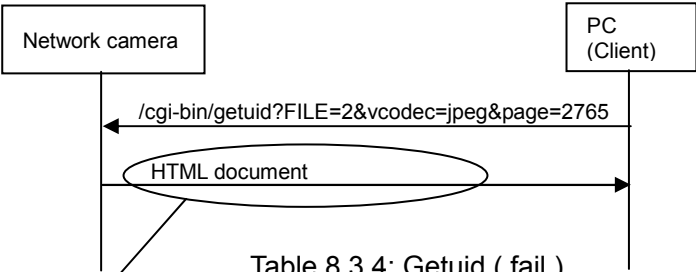 Network camera
PC
(Client)
/cgi-bin/getuid?FILE=2&vcodec=jpeg&page=2765
HTML document
Table 8.3.4: Getuid ( fail )